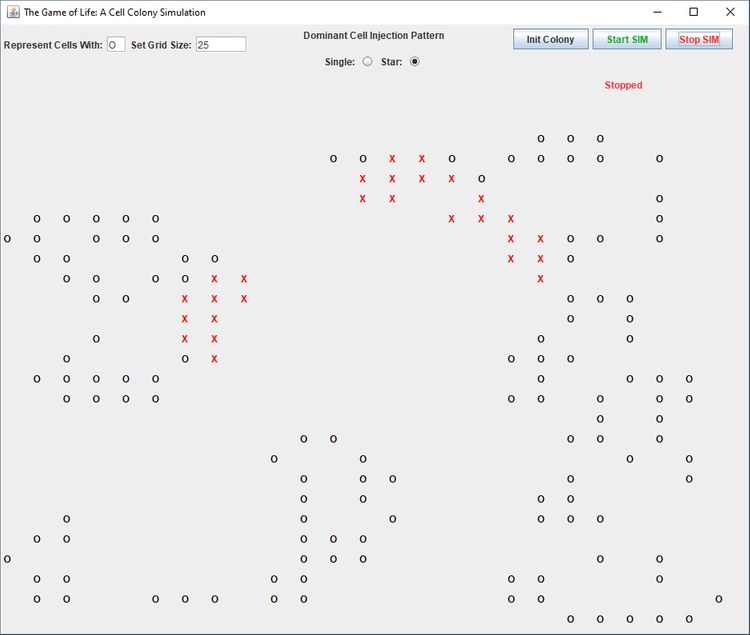 The Game of Life: A Cell Colony Simulation
Dominant Cell Injection Pattern
Represent Cells With: O Set Grid Size: 25
Init Colony Start SIM Stop SIM
Single: Star:
Stopped
O O O
O O X X O O O O O O
X X X X O
X X X O
O O O O O X X X O
O O O O O X X O O O
O O O O X X O
O O O O X X X
O O X X X O O O
X X O O
O X X O O
O O X O O O
O O O O O O O O O
O O O O O O O O O
O O
O O O O O
O O O O
O O O O O
O O O O
O O O O O O
O O O O O
O O O O O O
O O O O O O O
O O O O O O O O O O
O O O O O